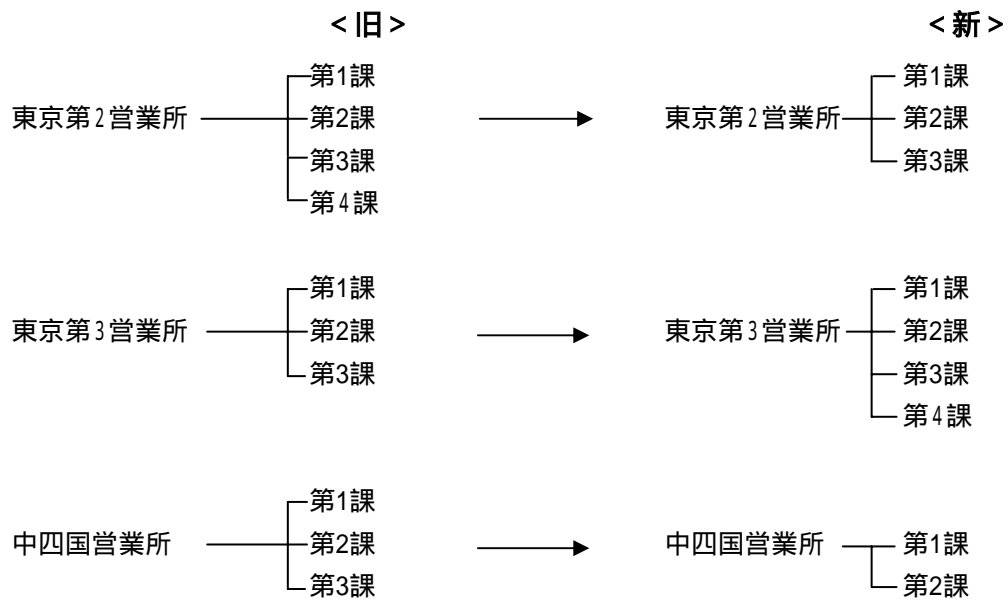 <旧> <新>
第1課 第1課
東京第2営業所 第2課 東京第2営業所 第2課
第3課 第3課
第4課
第1課 第1課
東京第3営業所 第2課 東京第3営業所 第2課
第3課 第3課
第4課
第1課
中四国営業所 第2課 中四国営業所 第1課
第3課 第2課